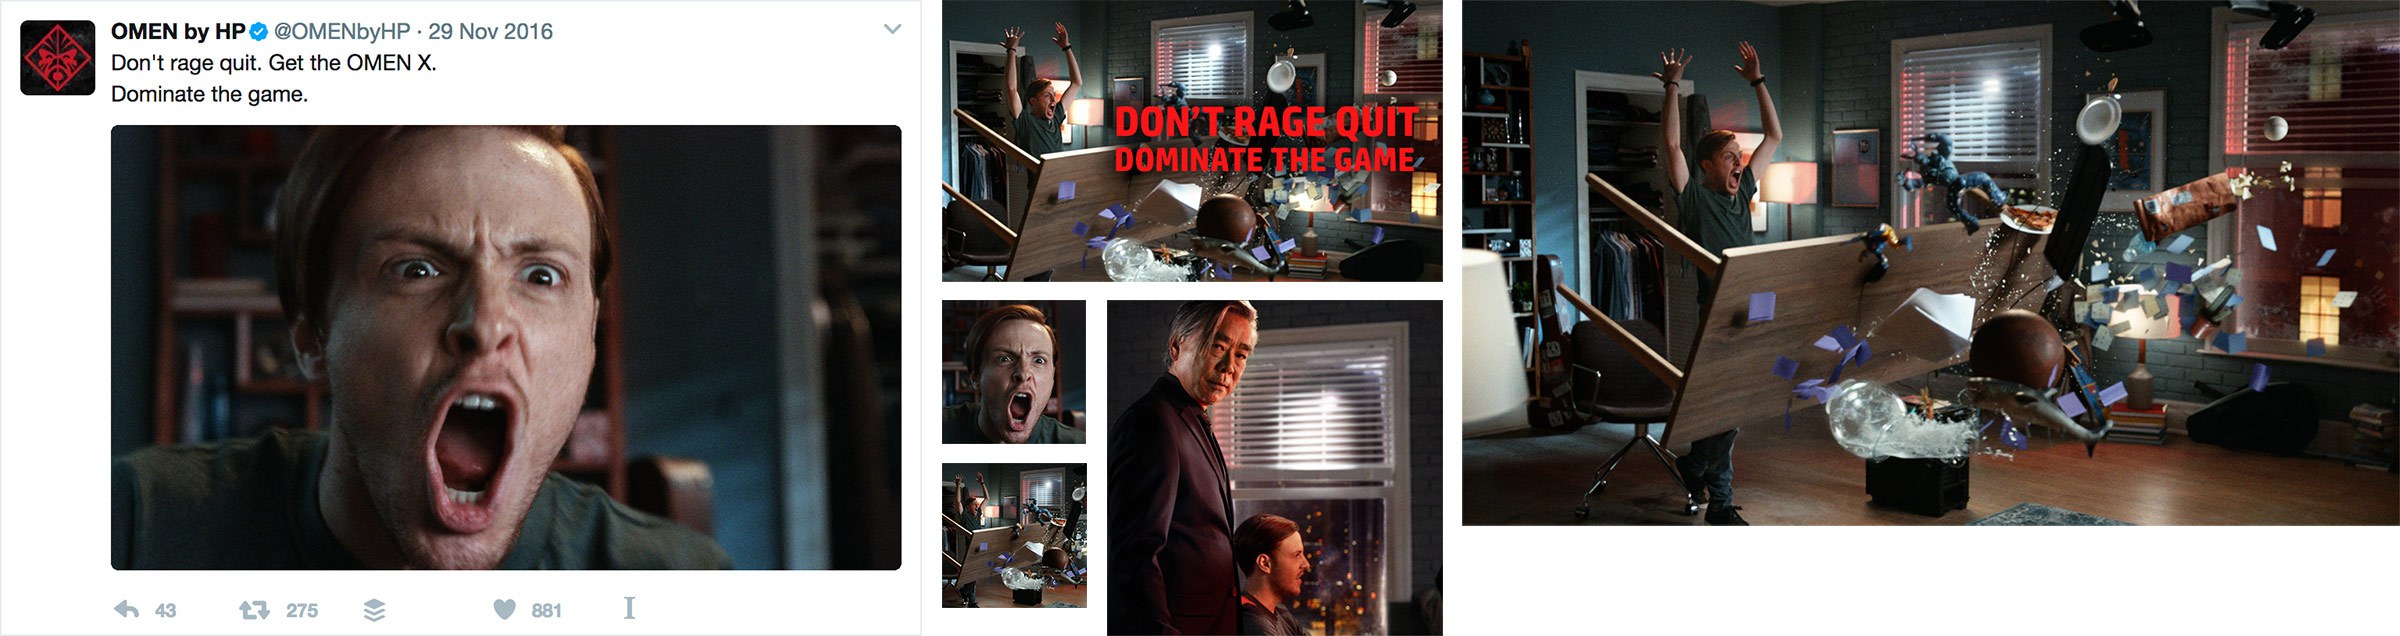 OMEN by HP @OMENbyHP · 29 Nov 2016
Don't rage quit. Get the OMEN X.
Dominate the game.
43 275 881
DON'T RAGE QUIT
DOMINATE THE GAME.